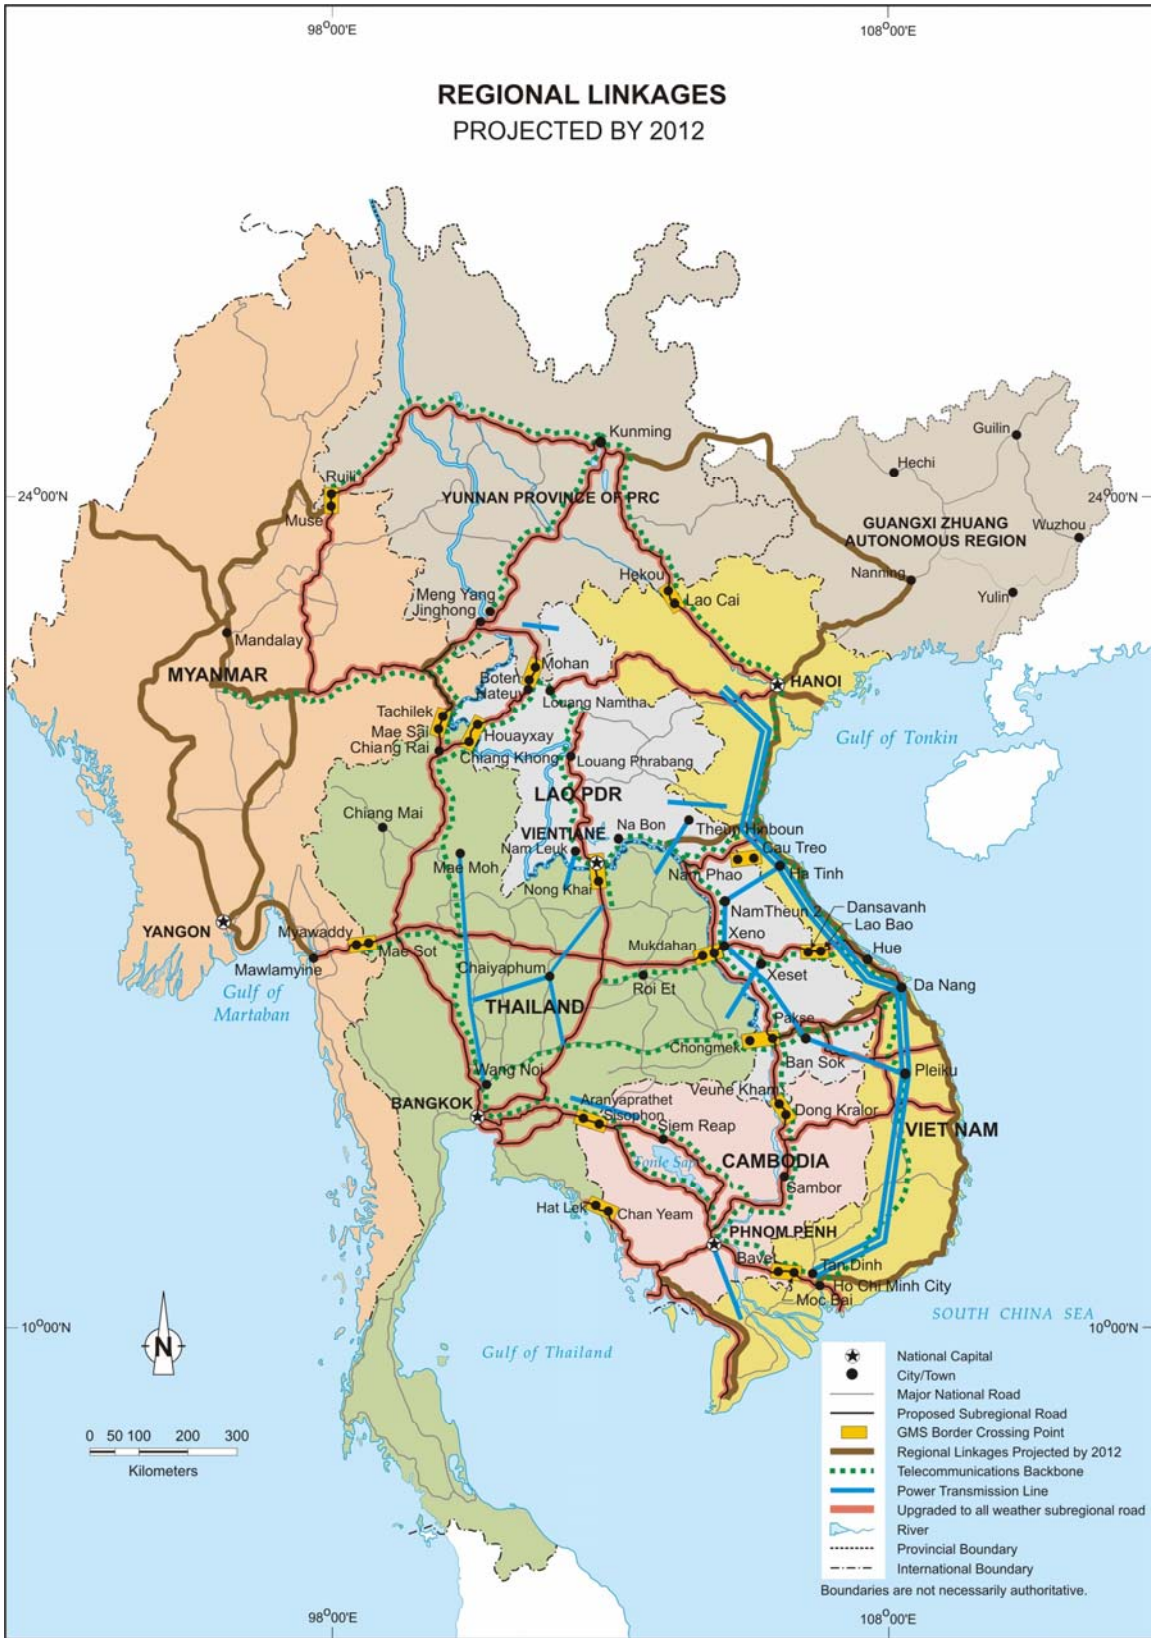 98°00'E
108°00'E
REGIONAL LINKAGES
PROJECTED BY 2012
Kunming
Guilin
Hechi
Ruili
24°00'N
YUNNAN PROVINCE OF PRC
24°00'N
Muse
GUANGXI ZHUANG
AUTONOMOUS REGION
Wuzhou
Nanning
Hekou
Lao Cai
Meng Yang
Jinghong
Yulin
Mandalay
MYANMAR
Mohan
Boten
Nateuy
HANOI
Louang Namtha
Tachilek
Mae Sai
Chiang Rai
Houayxay
Chiang Khong
Gulf of Tonkin
Louang Phrabang
LAO PDR
Chiang Mai
VIENTIANE
Na Bon
Theun Hinboun
Nam Leuk
Cau Treo
Mae Moh
Nam Phao
Ha Tinh
Nong Khai
NamTheun 2
Dansavanh
Lao Bao
YANGON
Myawaddy
Mae Sot
Mukdahan
Xeno
Hue
Mawlamyine
Chaiyaphum
Roi Et
Xeset
Da Nang
Gulf of
Martaban
THAILAND
Pakse
Chongmek
Ban Sok
Pleiku
Wang Noi
Veune Kham
BANGKOK
Aranyaprathet
Sisophon
Dong Kralor
Siem Reap
VIET NAM
Tonle Sap
CAMBODIA
Sambor
Hat Lek
Chan Yeam
PHNOM PENH
Bavet
Tan Dinh
Ho Chi Minh City
Moc Bai
SOUTH CHINA SEA
10°00'N
10°00'N
N
Gulf of Thailand
National Capital
City/Town
Major National Road
Proposed Subregional Road
GMS Border Crossing Point
Regional Linkages Projected by 2012
Telecommunications Backbone
Power Transmission Line
Upgraded to all weather subregional road
River
Provincial Boundary
International Boundary
Boundaries are not necessarily authoritative.
0 50 100 200 300
Kilometers
98°00'E
108°00'E